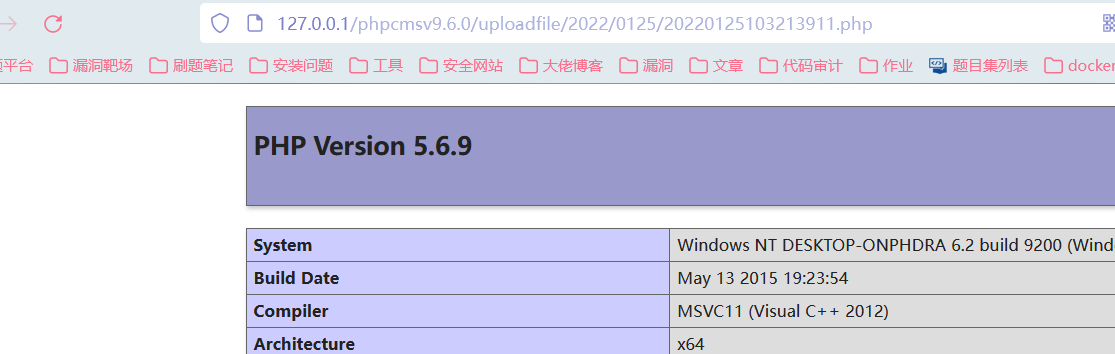 127.0.0.1/phpcmsv9.6.0/uploadfile/2022/0125/20220125103213911.php
平台 漏洞靶场 刷题笔记 安装问题 工具 安全网站 大佬博客 漏洞 文章 代码审计 作业 题目集列表 docker
PHP Version 5.6.9
System Windows NT DESKTOP-ONPHDRA 6.2 build 9200 (Wind
Build Date May 13 2015 19:23:54
Compiler MSVC11 (Visual C++ 2012)
Architecture x64